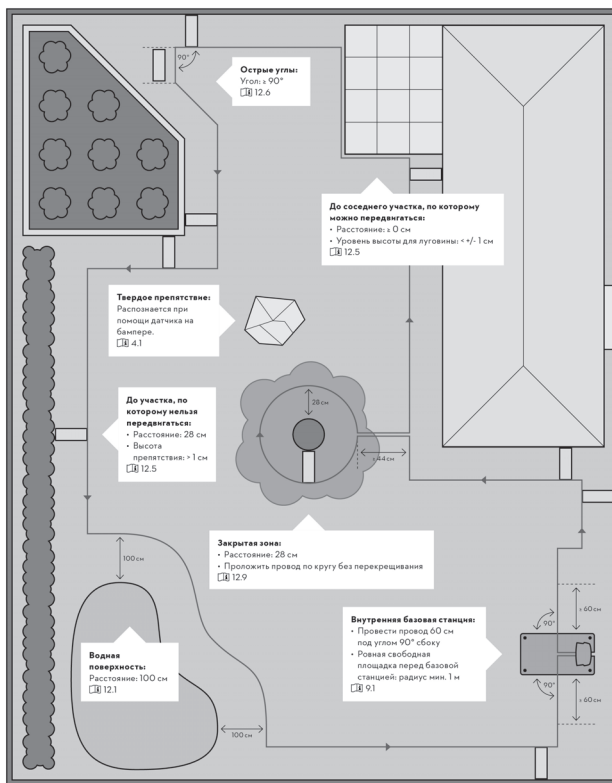 90°
Острые углы:
Угол: ≥ 90°
12.6
До соседнего участка, по которому
можно передвигаться:
• Расстояние: ≥ 0 см
• Уровень высоты для луговины: < +/- 1 см
12.5
Твердое препятствие:
Распознается при
помощи датчика на
бампере.
4.1
До участка, по
которому нельзя
передвигаться:
• Расстояние: 28 см
• Высота
препятствия: > 1 см
12.5
28 см
44 см
Закрытая зона:
• Расстояние: 28 см
• Проложить провод по кругу без перекрещивания
12.9
100 см
Водная
поверхность:
Расстояние: 100 см
12.1
100 см
Внутренняя базовая станция:
• Провести провод 60 см
под углом 90° сбоку
• Ровная свободная
площадка перед базовой
станцией: радиус мин. 1 м
9.1
≥ 60 см
90°
90°
≥ 60 см